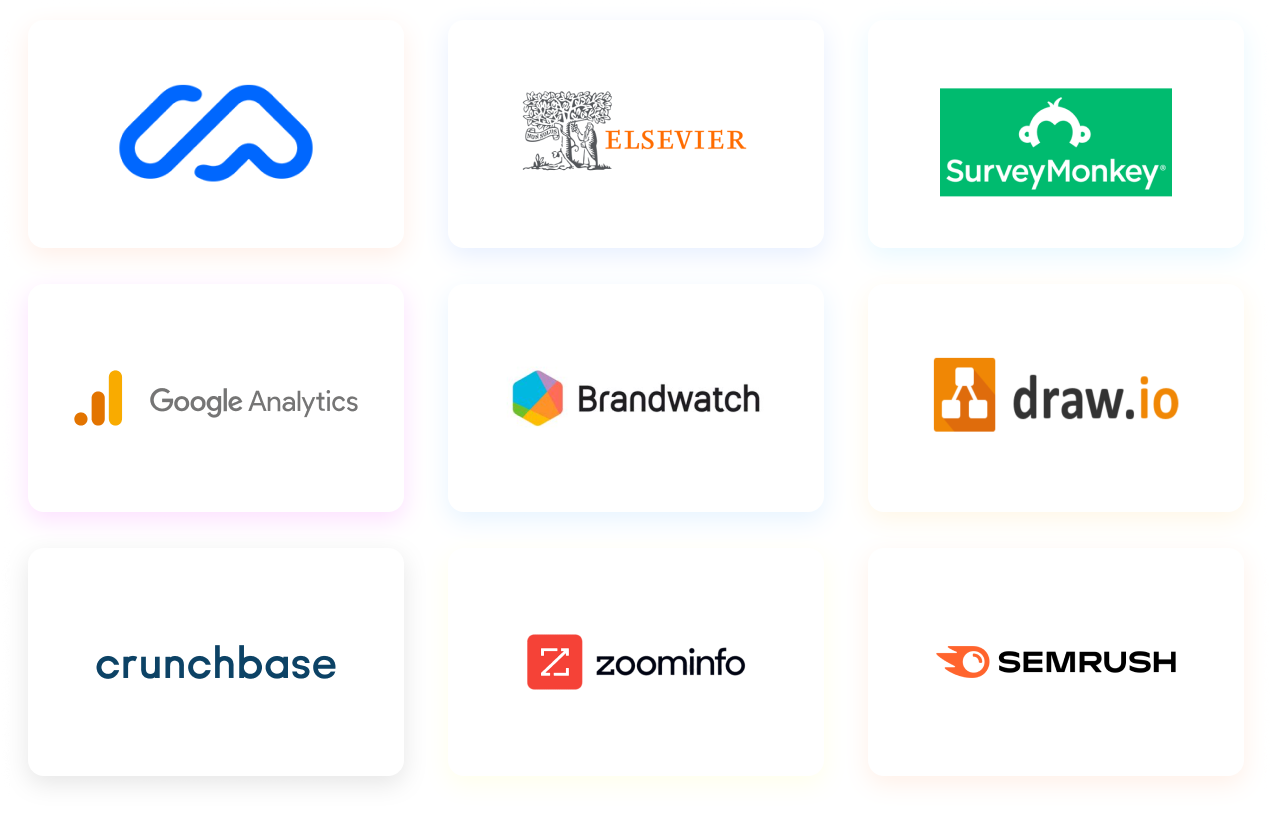 ELSEVIER
SurveyMonkey®
Google Analytics
Brandwatch
draw.io
crunchbase
zoominfo
SEMRUSH